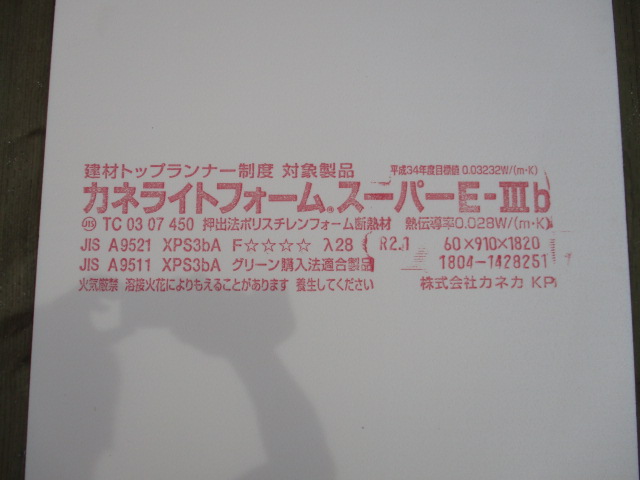 建材トップランナー制度 対象製品 平成34年度目標値 0.03232W/(m・K)
カネライトフォーム®スーパーE-Ⅲb
JIS TC 03 07 450 押出法ポリスチレンフォーム断熱材 熱伝導率0.028W/(m・K)
JIS A9521 XPS3bA F☆☆☆☆ λ28 R2.1 60×910×1820
JIS A9511 XPS3bA グリーン購入法適合製品 1804-1428251
火気厳禁 溶接火花によりもえることがあります 養生してください 株式会社カネカ KP